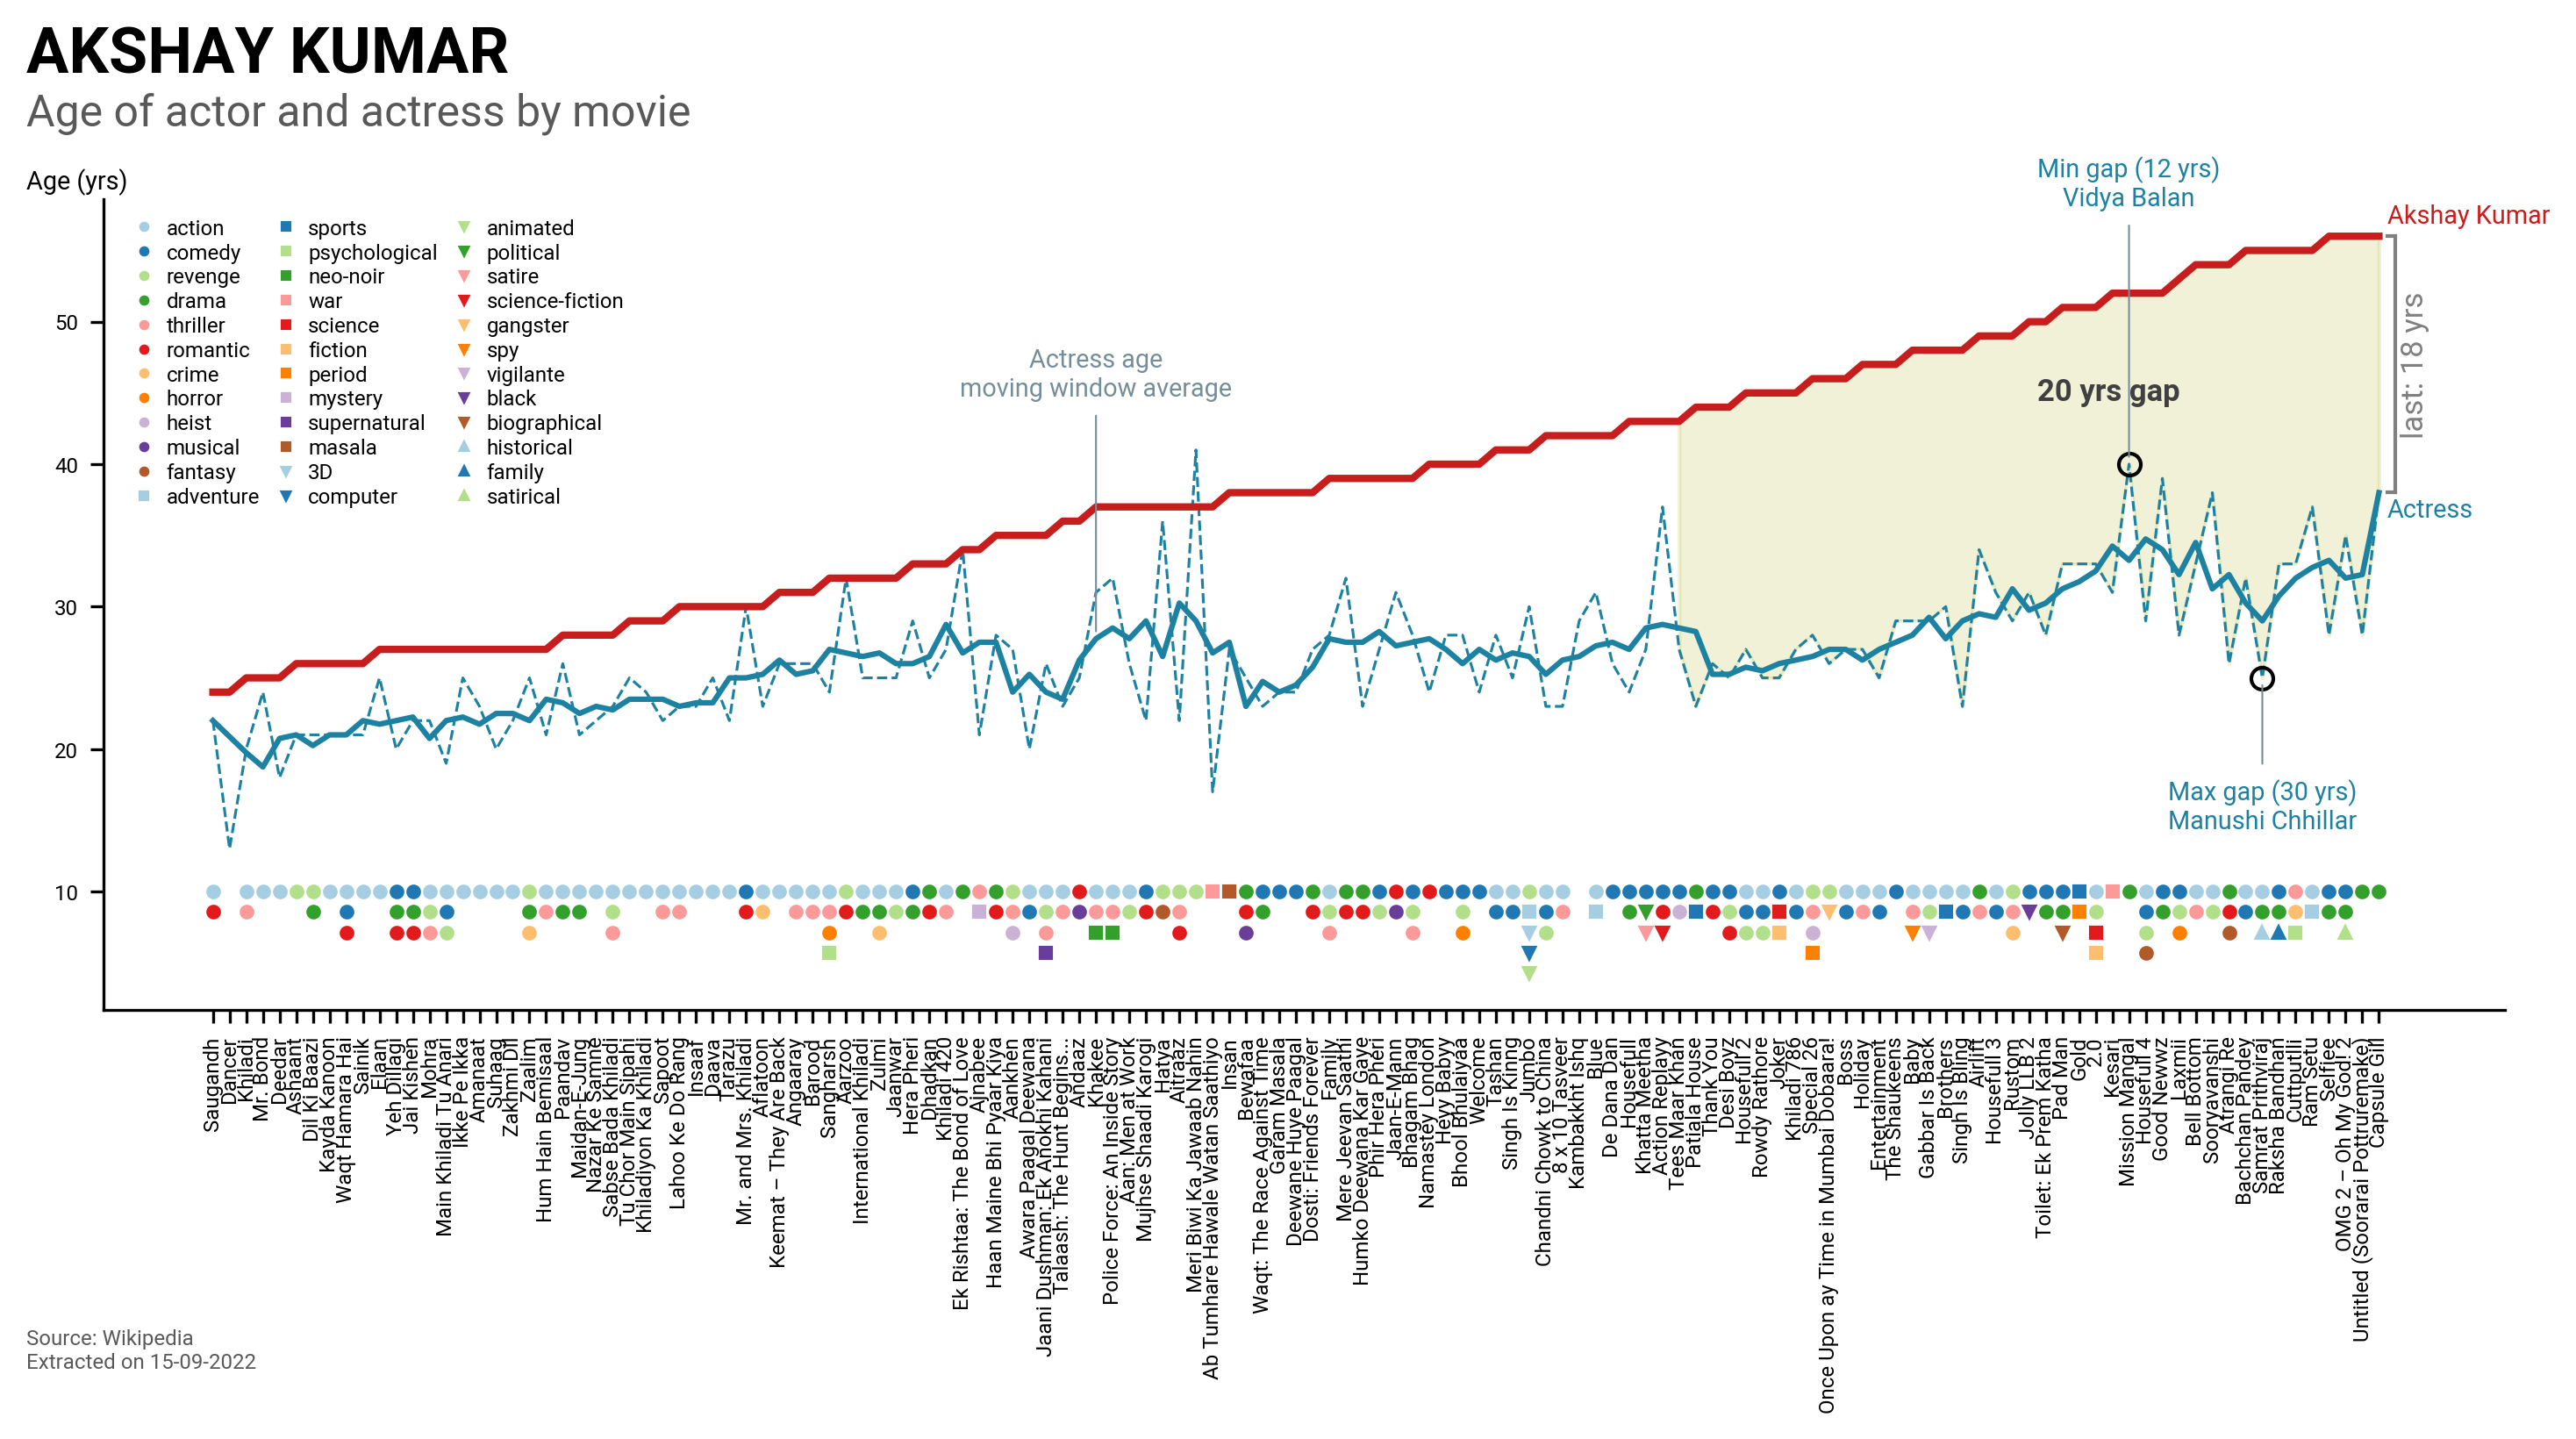 AKSHAY KUMAR
Age of actor and actress by movie
Age (yrs)
Min gap (12 yrs)
Vidya Balan
Akshay Kumar
action
comedy
revenge
drama
thriller
romantic
crime
horror
heist
musical
fantasy
adventure
sports
psychological
neo-noir
war
science
fiction
period
mystery
supernatural
masala
3D
computer
animated
political
satire
science-fiction
gangster
spy
vigilante
black
biographical
historical
family
satirical
50
40
30
20
10
Actress age
moving window average
20 yrs gap
last: 18 yrs
Actress
Max gap (30 yrs)
Manushi Chhillar
Saugandh
Dancer
Khiladi
Mr. Bond
Deedar
Ashaant
Dil Ki Baazi
Kayda Kanoon
Waqt Hamara Hai
Sainik
Elaan
Yeh Dillagi
Jai Kishen
Mohra
Main Khiladi Tu Anari
Ikke Pe Ikka
Amanaat
Suhaag
Zakhmi Dil
Zaalim
Hum Hain Bemisaal
Paandav
Maidan-E-Jung
Nazar Ke Samne
Sabse Bada Khiladi
Tu Chor Main Sipahi
Khiladiyon Ka Khiladi
Sapoot
Lahoo Ke Do Rang
Insaaf
Daava
Tarazu
Mr. and Mrs. Khiladi
Aflatoon
Keemat – They Are Back
Angaaray
Barood
Sangharsh
Aarzoo
International Khiladi
Zulmi
Jaanwar
Hera Pheri
Dhadkan
Khiladi 420
Ek Rishtaa: The Bond of Love
Ajnabee
Haan Maine Bhi Pyaar Kiya
Aankhen
Awara Paagal Deewana
Jaani Dushman: Ek Anokhi Kahani
Talaash: The Hunt Begins...
Andaaz
Khakee
Police Force: An Inside Story
Aan: Men at Work
Mujhse Shaadi Karogi
Hatya
Aitraaz
Meri Biwi Ka Jawaab Nahin
Ab Tumhare Hawale Watan Saathiyo
Insan
Bewafaa
Waqt: The Race Against Time
Garam Masala
Deewane Huye Paagal
Dosti: Friends Forever
Family
Mere Jeevan Saathi
Humko Deewana Kar Gaye
Phir Hera Pheri
Jaan-E-Mann
Bhagam Bhag
Namastey London
Heyy Babyy
Bhool Bhulaiyaa
Welcome
Tashan
Singh Is Kinng
Jumbo
Chandni Chowk to China
8 x 10 Tasveer
Kambakkht Ishq
Blue
De Dana Dan
Housefull
Khatta Meetha
Action Replayy
Tees Maar Khan
Patiala House
Thank You
Desi Boyz
Housefull 2
Rowdy Rathore
Joker
Khiladi 786
Special 26
Once Upon ay Time in Mumbai Dobaara!
Boss
Holiday
Entertainment
The Shaukeens
Baby
Gabbar Is Back
Brothers
Singh Is Bling
Airlift
Housefull 3
Rustom
Jolly LLB 2
Toilet: Ek Prem Katha
Pad Man
Gold
2.0
Kesari
Mission Mangal
Housefull 4
Good Newwz
Laxmii
Bell Bottom
Sooryavanshi
Atrangi Re
Bachchan Pandey
Samrat Prithviraj
Raksha Bandhan
Cuttputlli
Ram Setu
Selfiee
OMG 2 – Oh My God! 2
Untitled (Soorarai Pottruremake)
Capsule Gill
Source: Wikipedia
Extracted on 15-09-2022